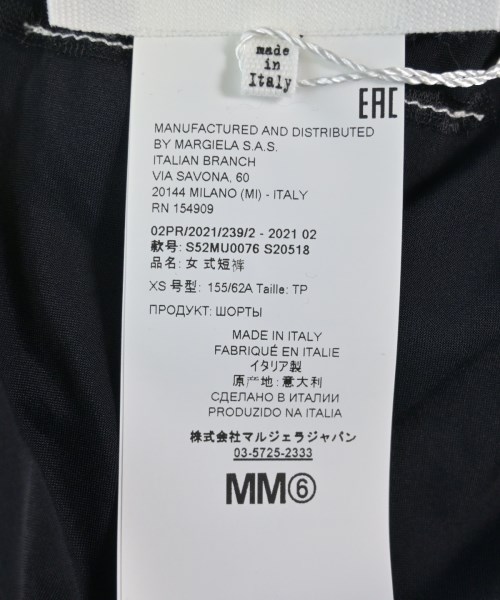 made
in
Italy
EAC
MANUFACTURED AND DISTRIBUTED
BY MARGIELA S.A.S.
ITALIAN BRANCH
VIA SAVONA, 60
20144 MILANO (MI) - ITALY
RN 154909
02PR/2021/239/2 - 2021 02
款号: S52MU0076 S20518
品名: 女 式短裤
XS 号型: 155/62A Taille: TP
ПРОДУКТ: ШОРТЫ
MADE IN ITALY
FABRIQUÉ EN ITALIE
イタリア製
原产地: 意大利
СДЕЛАНО В ИТАЛИИ
PRODUZIDO NA ITALIA
株式会社マルジェラジャパン
03-5725-2333
MM⑥